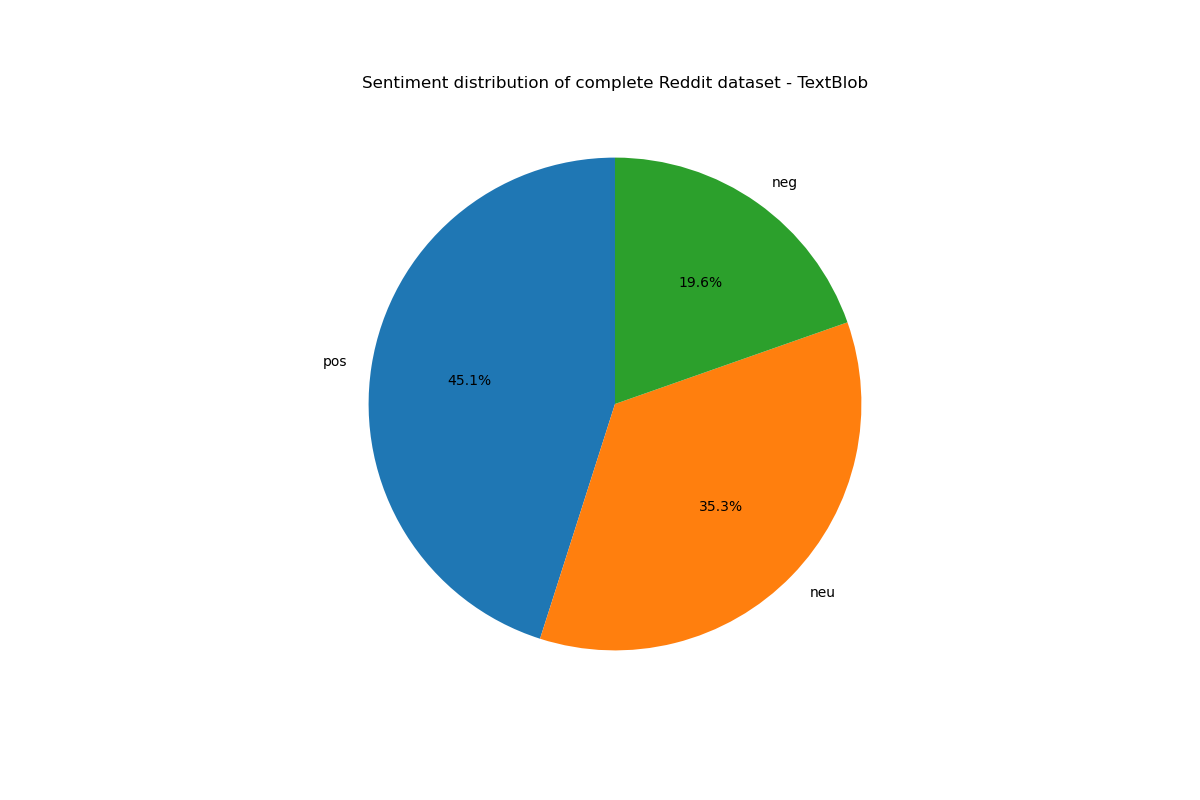 Sentiment distribution of complete Reddit dataset - TextBlob
neg
19.6%
pos
45.1%
35.3%
neu